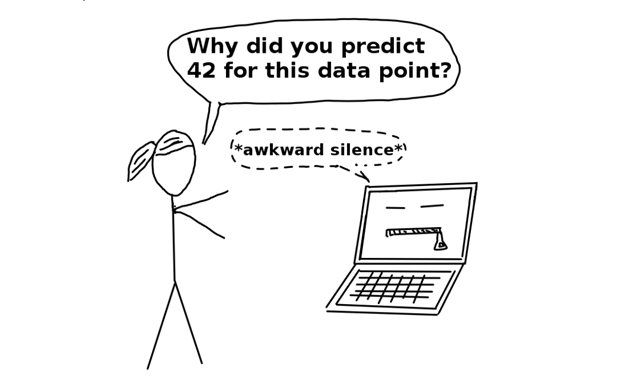 Why did you predict
42 for this data point?
*awkward silence*